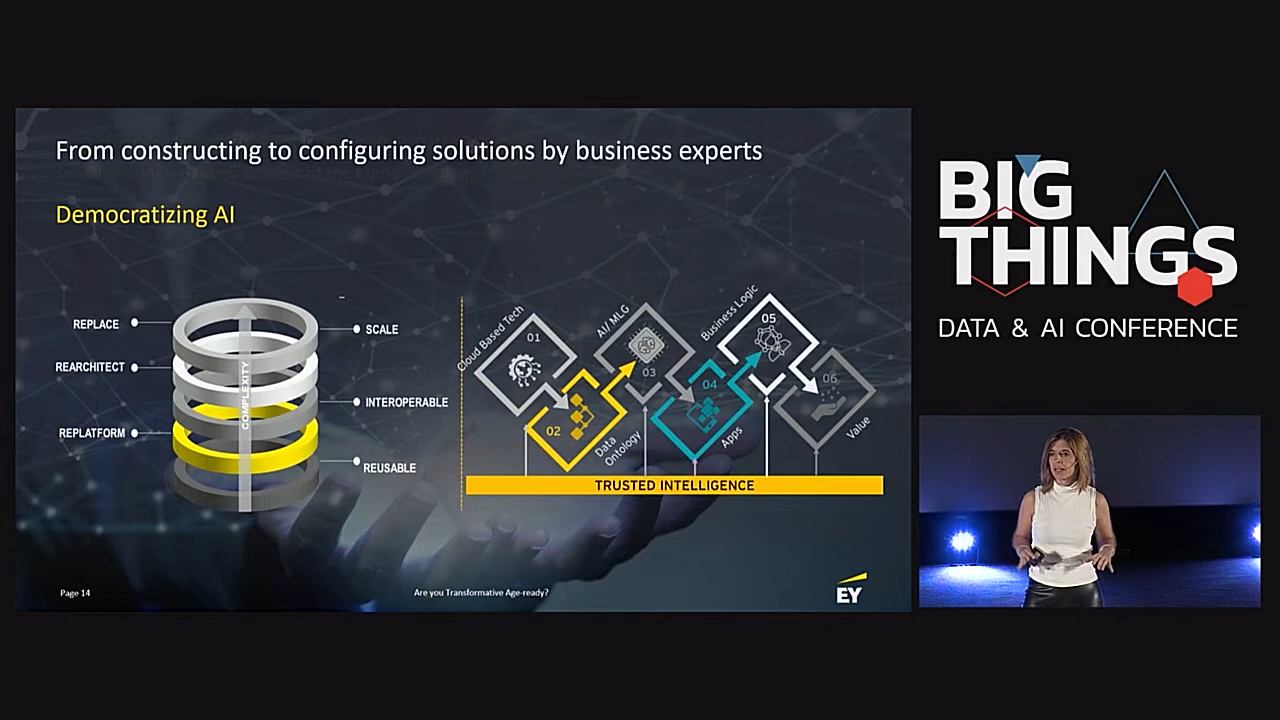 From constructing to configuring solutions by business experts
Democratizing AI
REPLACE
REARCHITECT
REPLATFORM
COMPLEXITY
SCALE
INTEROPERABLE
REUSABLE
Cloud Based Tech
01
02
Data
Ontology
AI/ MLG
03
04
Apps
Business Logic
05
06
Value
TRUSTED INTELLIGENCE
Page 14
Are you Transformative Age-ready?
EY
BIG
THINGS
DATA & AI CONFERENCE